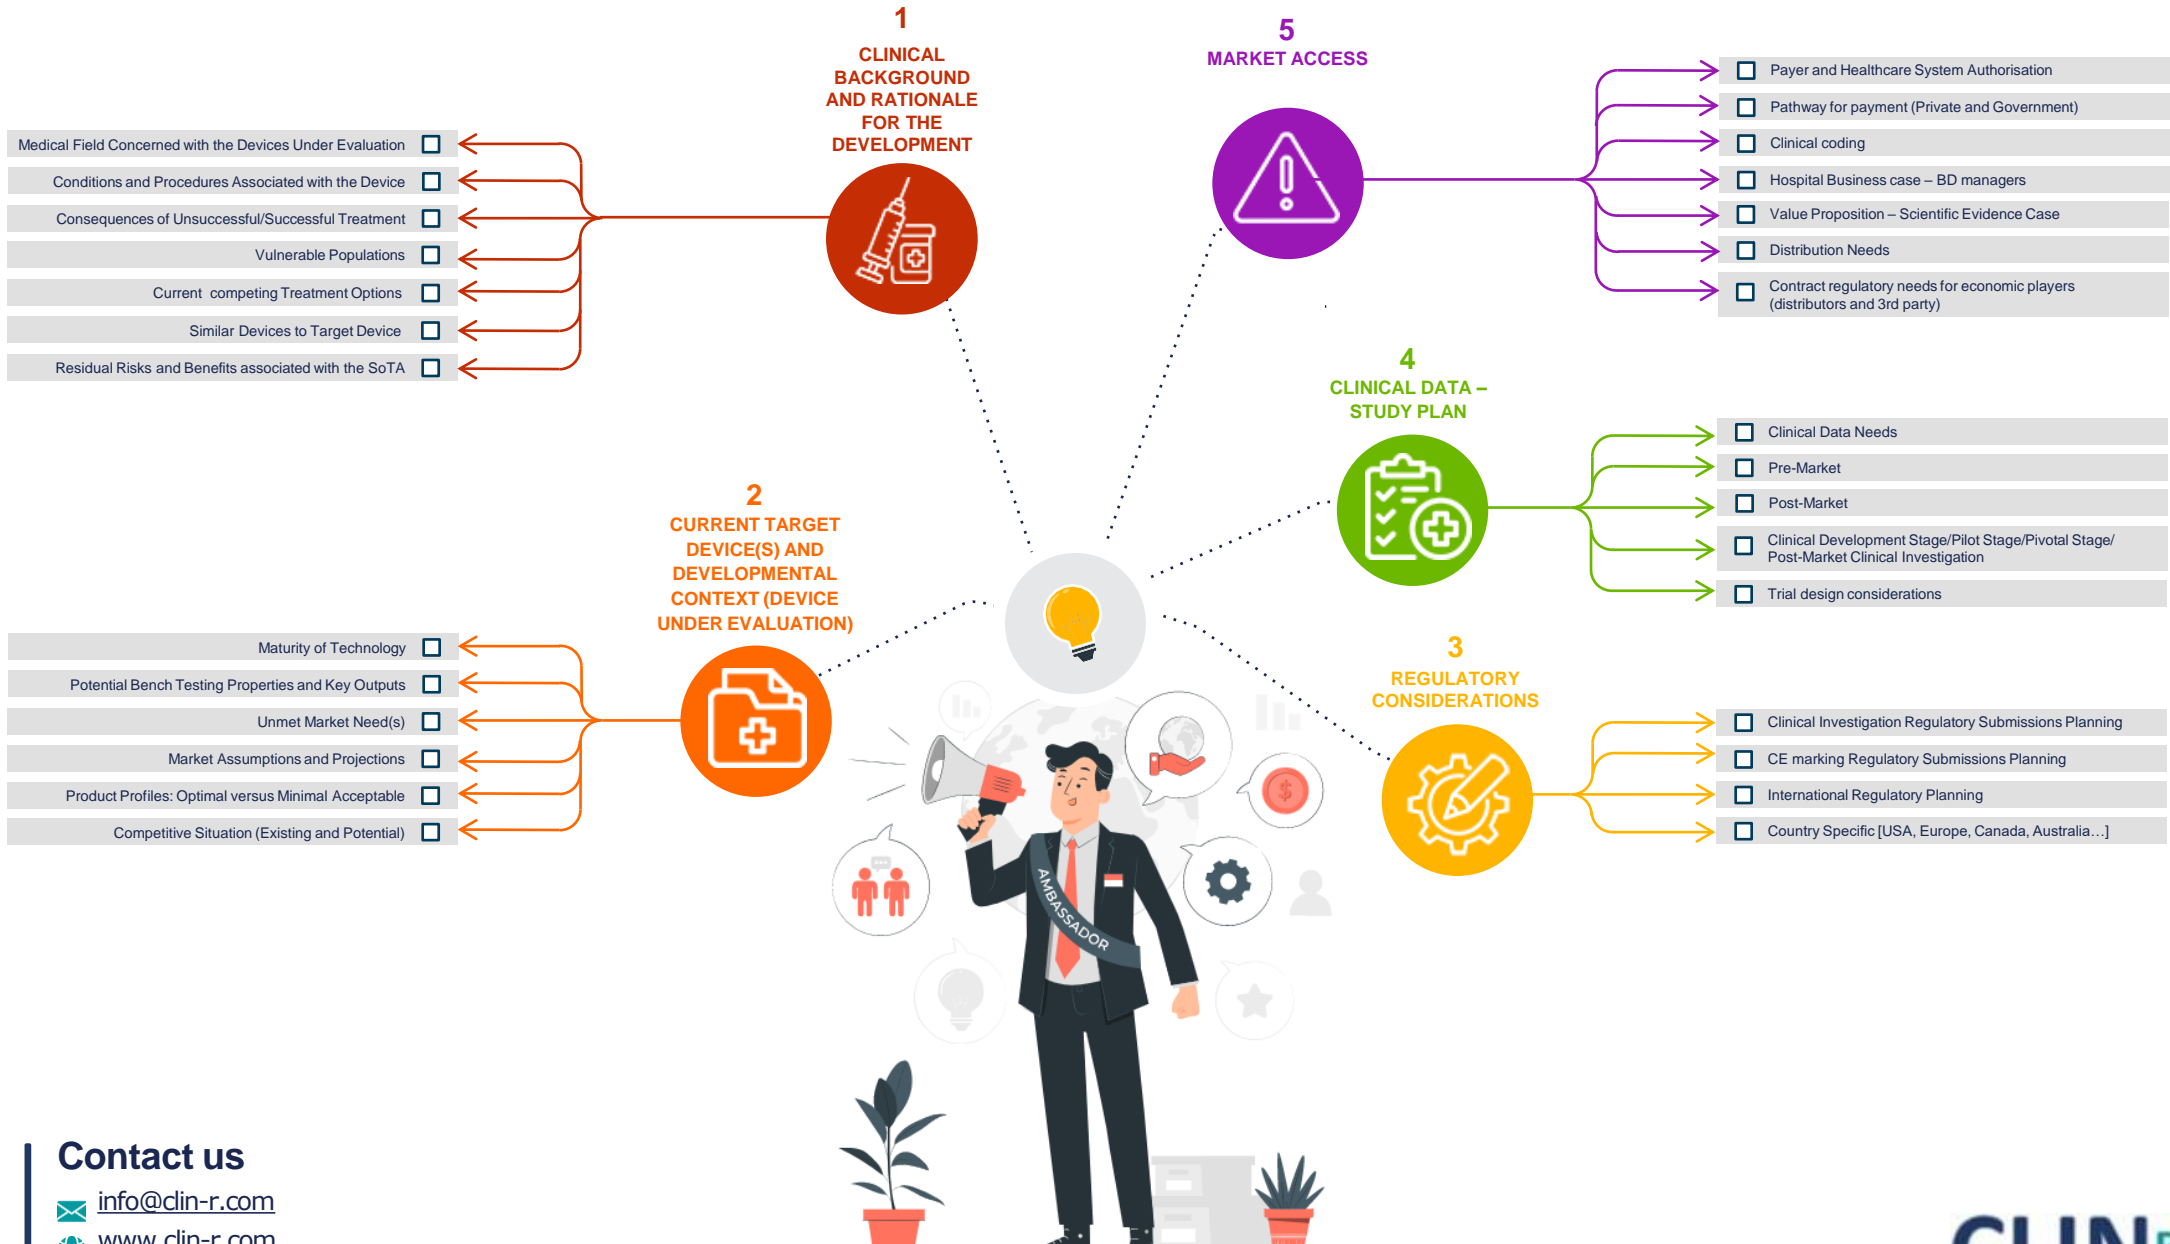 1
CLINICAL
BACKGROUND
AND RATIONALE
FOR THE
DEVELOPMENT
Medical Field Concerned with the Devices Under Evaluation
Conditions and Procedures Associated with the Device
Consequences of Unsuccessful/Successful Treatment
Vulnerable Populations
Current competing Treatment Options
Similar Devices to Target Device
Residual Risks and Benefits associated with the SoTA
2
CURRENT TARGET
DEVICE(S) AND
DEVELOPMENTAL
CONTEXT (DEVICE
UNDER EVALUATION)
Maturity of Technology
Potential Bench Testing Properties and Key Outputs
Unmet Market Need(s)
Market Assumptions and Projections
Product Profiles: Optimal versus Minimal Acceptable
Competitive Situation (Existing and Potential)
5
MARKET ACCESS
Payer and Healthcare System Authorisation
Pathway for payment (Private and Government)
Clinical coding
Hospital Business case – BD managers
Value Proposition – Scientific Evidence Case
Distribution Needs
Contract regulatory needs for economic players
(distributors and 3rd party)
4
CLINICAL DATA –
STUDY PLAN
Clinical Data Needs
Pre-Market
Post-Market
Clinical Development Stage/Pilot Stage/Pivotal Stage/
Post-Market Clinical Investigation
Trial design considerations
3
REGULATORY
CONSIDERATIONS
Clinical Investigation Regulatory Submissions Planning
CE marking Regulatory Submissions Planning
International Regulatory Planning
Country Specific [USA, Europe, Canada, Australia…]
$
AMBASSADOR
Contact us
info@clin-r.com
www.clin-r.com
CLIN